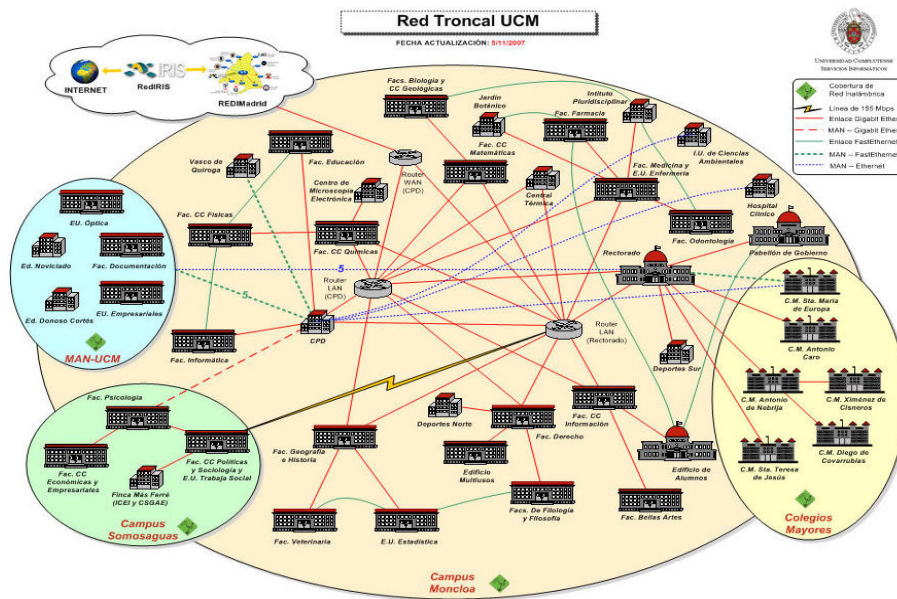 Red Troncal UCM
FECHA ACTUALIZACIÓN: 5/11/2007
UNIVERSIDAD COMPLUTENSE
SERVICIOS INFORMÁTICOS
Cobertura de
Red Inalámbrica
Línea de 155 Mbps
Enlace Gigabit Ether
MAN -- Gigabit Ether
Enlace FastEthernet
MAN -- FastEthernet
MAN -- Ethernet
INTERNET
RedIRIS
REDIMadrid
Facs. Biología y
CC Geológicas
Jardín
Botánico
Fac. Farmacia
Intituto
Pluridisciplinar
I.U. de Ciencias
Ambientales
Vasco de
Quiroga
Fac. Educación
Router
WAN
(CPD)
Fac. CC
Matemáticas
Fac. Medicina y
E.U. Enfermería
Centro de
Microscopia
Electrónica
Central
Térmica
Hospital
Clínico
Fac. CC Físicas
Fac. CC Químicas
Fac. Odontología
Rectorado
Pabellón de Gobierno
EU. Óptica
Ed. Noviciado
Fac. Documentación
Ed. Donoso Cortés
EU. Empresariales
MAN-UCM
5
5
Router
LAN
(CPD)
CPD
Router
LAN
(Rectorado)
Fac. Informática
Deportes Sur
C.M. Sta. María
de Europa
C.M. Antonio
Caro
C.M. Antonio
de Nebrija
C.M. Ximénez de
Cisneros
C.M. Diego de
Covarrubias
C.M. Sta. Teresa
de Jesús
Colegios
Mayores
Fac. Psicología
Fac. CC
Económicas y
Empresariales
Fac. CC Políticas
y Sociología y
E.U. Trabajo Social
Finca Más Ferré
(ICEI y CSGAE)
Campus
Somosaguas
Deportes Norte
Fac. Geografía
e Historia
Fac. Derecho
Fac. CC
Información
Edificio
Multiusos
Edificio de
Alumnos
Fac. Veterinaria
E.U. Estadística
Facs. De Filología
y Filosofía
Fac. Bellas Artes
Campus
Moncloa